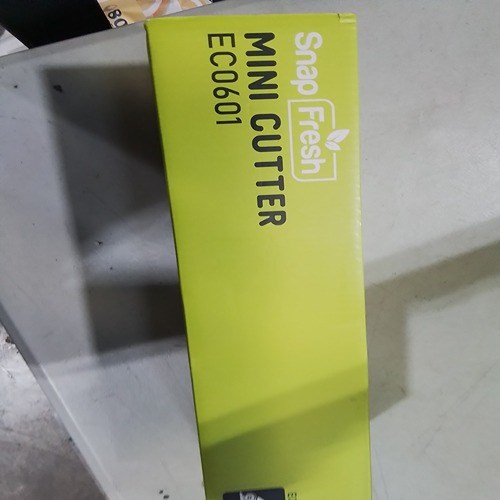 Snap Fresh
MINI CUTTER
EC0601